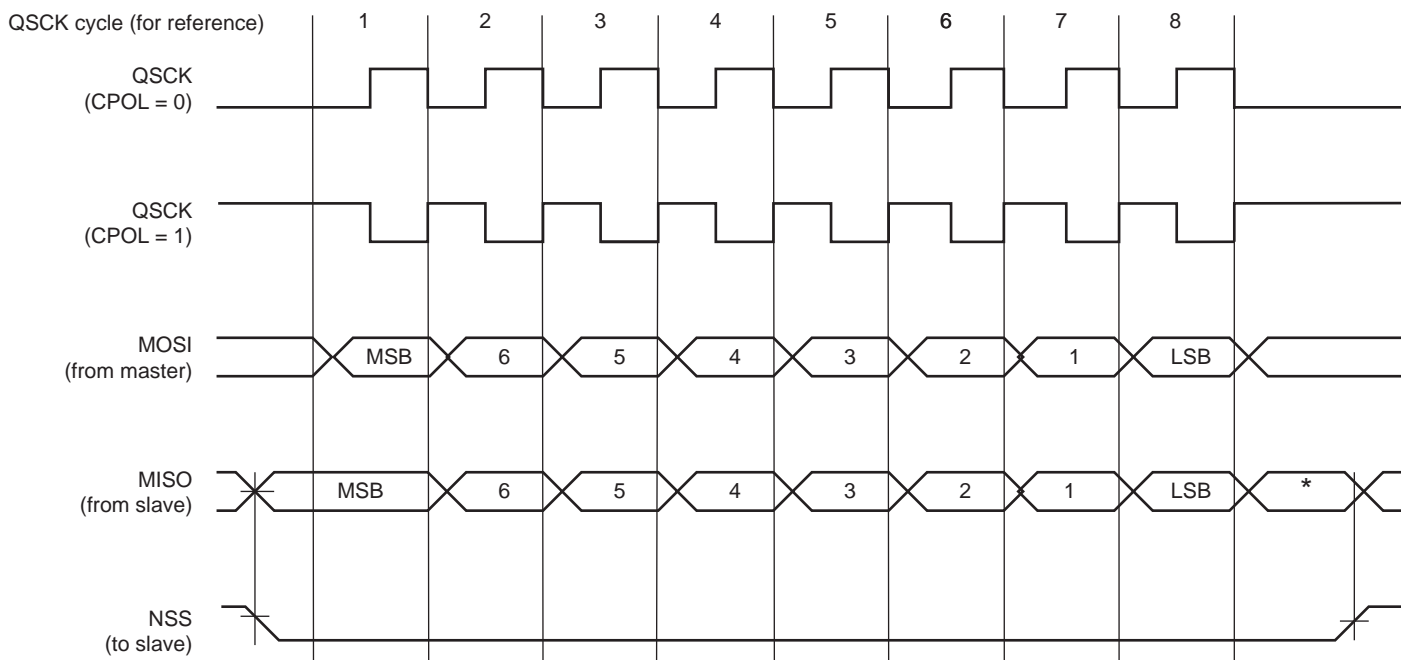 QSCK cycle (for reference) 1 2 3 4 5 6 7 8
QSCK
(CPOL = 0)
QSCK
(CPOL = 1)
MOSI
(from master)
MSB 6 5 4 3 2 1 LSB
MISO
(from slave)
MSB 6 5 4 3 2 1 LSB *
NSS
(to slave)